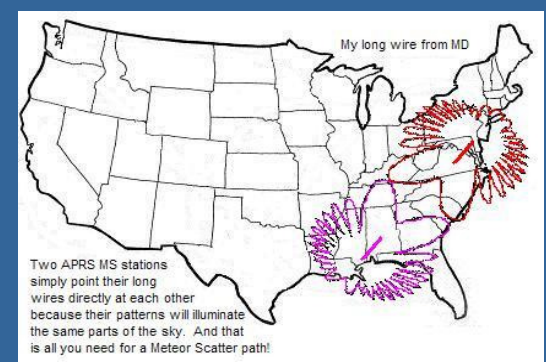 My long wire from MD
Two APRS MS stations
simply point their long
wires directly at each other
because their patterns will illuminate
the same parts of the sky. And that
is all you need for a Meteor Scatter path!